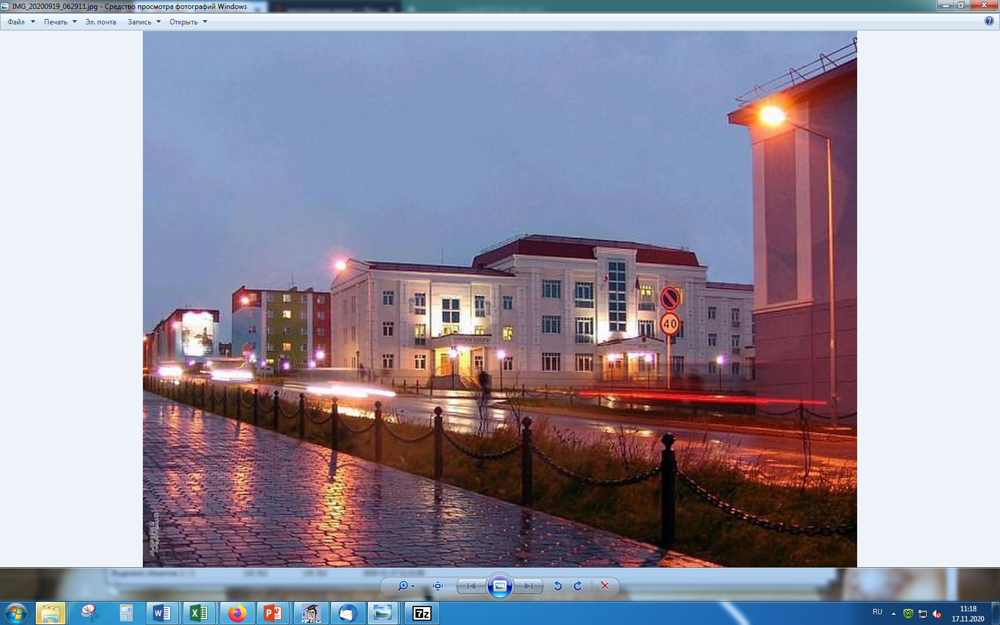 IMG_20200919_062911.jpg - Средство просмотра фотографий Windows
Файл Печать Эл. почта Запись Открыть
40
W X P 7z
RU
11:18
17.11.2020